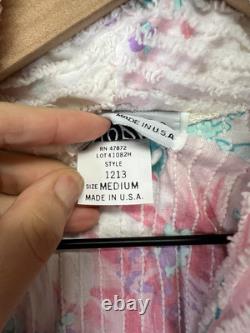 MADE IN U.S.A.
RN 47872
LOT 41082H
STYLE
1213
SIZE MEDIUM
MADE IN U.S.A.